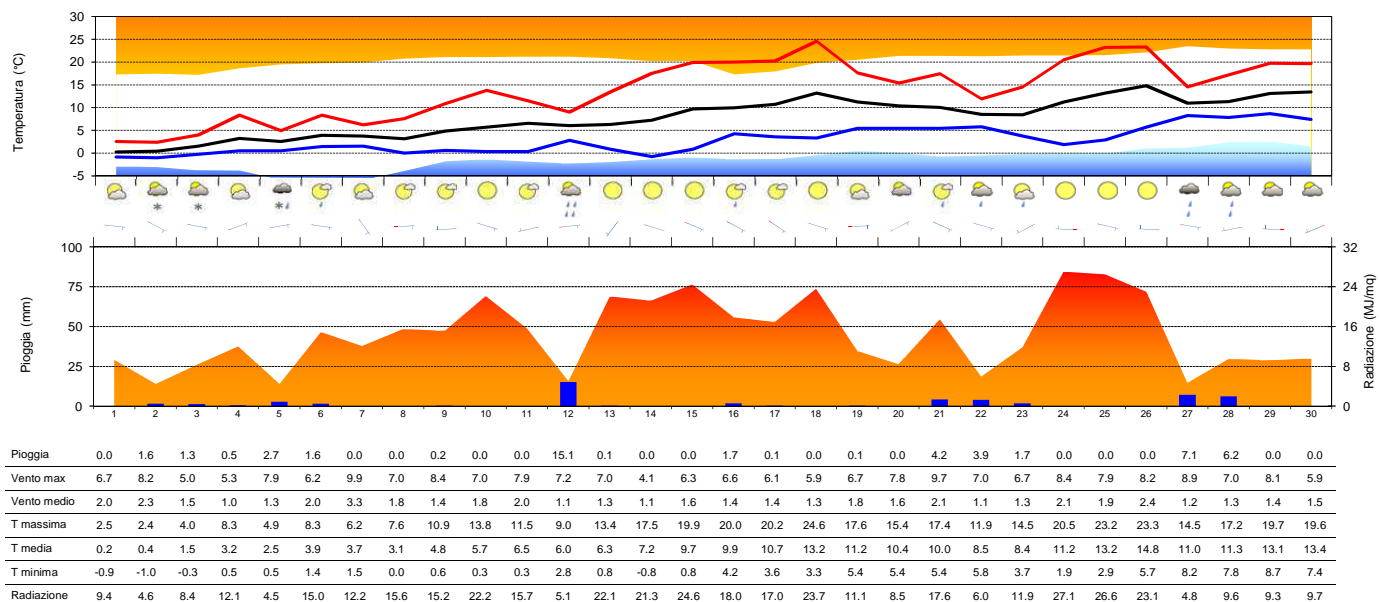 30
25
20
15
10
5
0
-5
Temperatura (°C)
100
75
50
25
0
Pioggia (mm)
32
24
16
8
0
Radiazione (MJ/mq)
1 2 3 4 5 6 7 8 9 10 11 12 13 14 15 16 17 18 19 20 21 22 23 24 25 26 27 28 29 30
Pioggia 0.0 1.6 1.3 0.5 2.7 1.6 0.0 0.0 0.2 0.0 0.0 15.1 0.1 0.0 0.0 1.7 0.1 0.0 0.1 0.0 4.2 3.9 1.7 0.0 0.0 0.0 7.1 6.2 0.0 0.0
Vento max 6.7 8.2 5.0 5.3 7.9 6.2 9.9 7.0 8.4 7.0 7.9 7.2 7.0 4.1 6.3 6.6 6.1 5.9 6.7 7.8 9.7 7.0 6.7 8.4 7.9 8.2 8.9 7.0 8.1 5.9
Vento medio 2.0 2.3 1.5 1.0 1.3 2.0 3.3 1.8 1.4 1.8 2.0 1.1 1.3 1.1 1.6 1.4 1.4 1.3 1.8 1.6 2.1 1.1 1.3 2.1 1.9 2.4 1.2 1.3 1.4 1.5
T massima 2.5 2.4 4.0 8.3 4.9 8.3 6.2 7.6 10.9 13.8 11.5 9.0 13.4 17.5 19.9 20.0 20.2 24.6 17.6 15.4 17.4 11.9 14.5 20.5 23.2 23.3 14.5 17.2 19.7 19.6
T media 0.2 0.4 1.5 3.2 2.5 3.9 3.7 3.1 4.8 5.7 6.5 6.0 6.3 7.2 9.7 9.9 10.7 13.2 11.2 10.4 10.0 8.5 8.4 11.2 13.2 14.8 11.0 11.3 13.1 13.4
T minima -0.9 -1.0 -0.3 0.5 0.5 1.4 1.5 0.0 0.6 0.3 0.3 2.8 0.8 -0.8 0.8 4.2 3.6 3.3 5.4 5.4 5.4 5.8 3.7 1.9 2.9 5.7 8.2 7.8 8.7 7.4
Radiazione 9.4 4.6 8.4 12.1 4.5 15.0 12.2 15.6 15.2 22.2 15.7 5.1 22.1 21.3 24.6 18.0 17.0 23.7 11.1 8.5 17.6 6.0 11.9 27.1 26.6 23.1 4.8 9.6 9.3 9.7